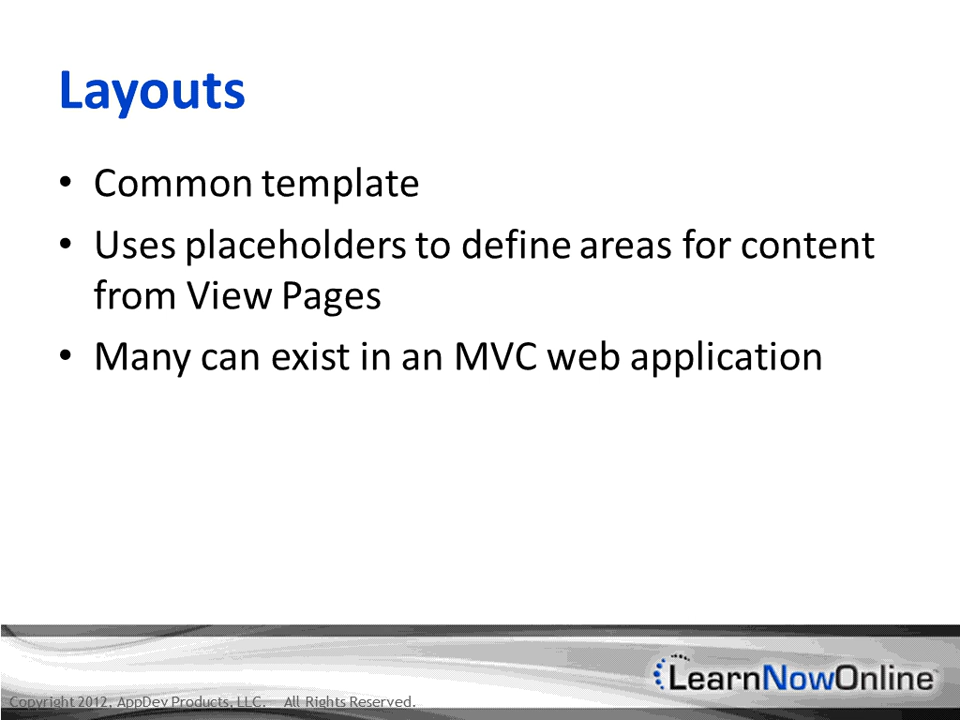 Layouts
• Common template
• Uses placeholders to define areas for content
from View Pages
• Many can exist in an MVC web application
LearnNowOnline
Copyright 2012, AppDev Products, LLC. All Rights Reserved.